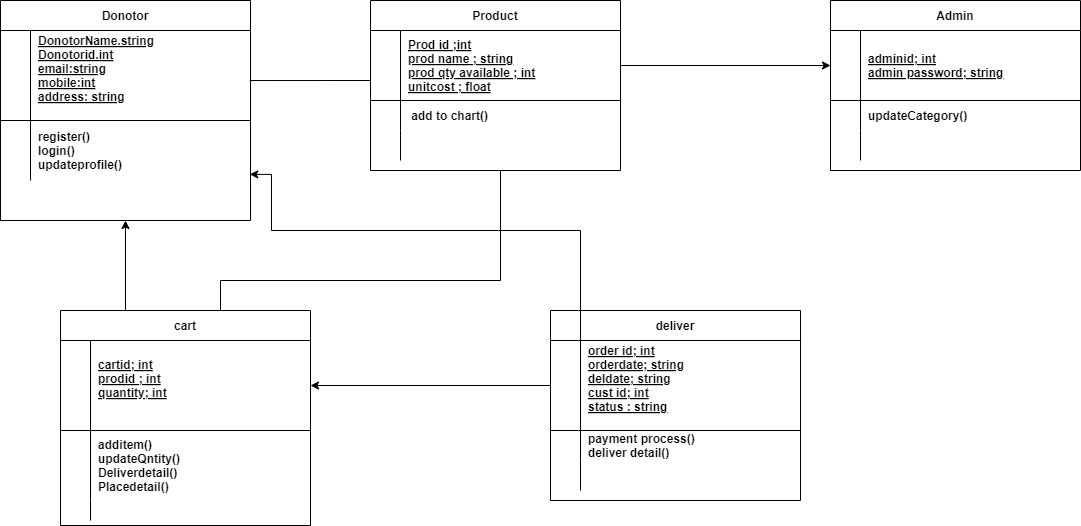 Donotor
DonotorName.string
Donotorid.int
email:string
mobile:int
address: string
register()
login()
updateprofile()
Product
Prod id ;int
prod name ; string
prod qty available ; int
unitcost ; float
add to chart()
Admin
adminid; int
admin password; string
updateCategory()
cart
cartid; int
prodid ; int
quantity; int
additem()
updateQntity()
Deliverdetail()
Placedetail()
deliver
order id; int
orderdate; string
deldate; string
cust id; int
status : string
payment process()
deliver detail()